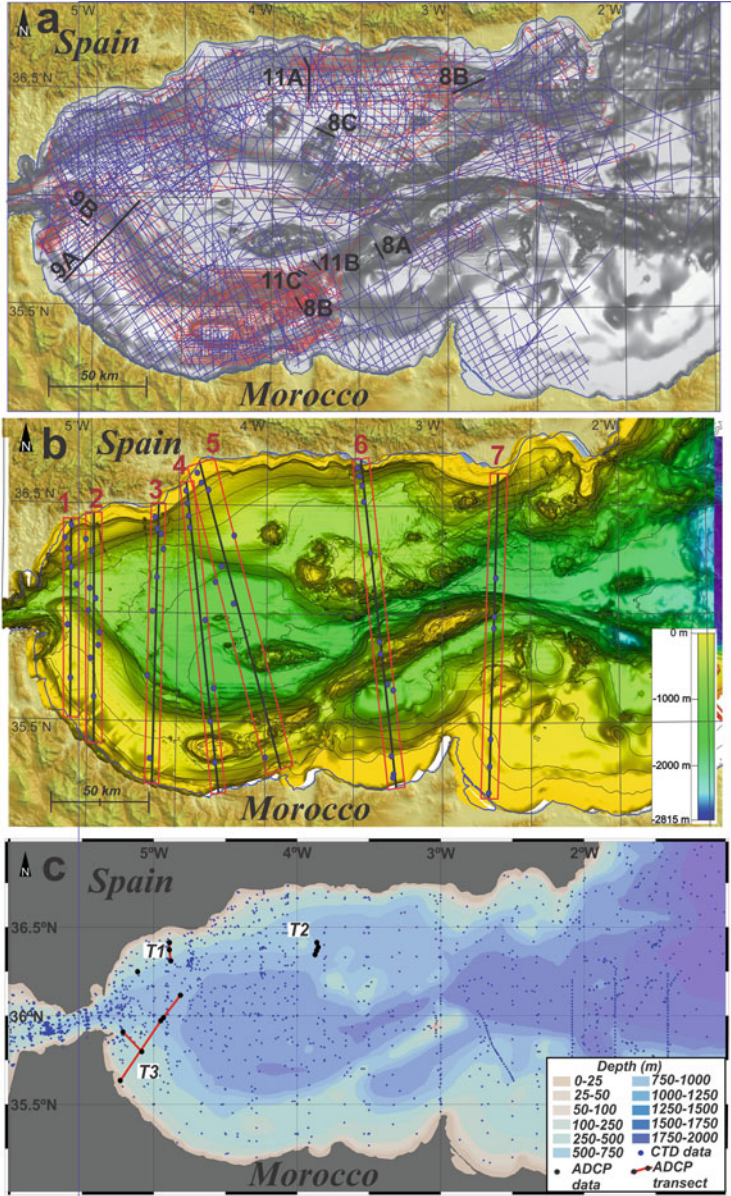 a
N
Spain
5°W
4°W
3°W
2°W
36.5 N
11A
8B
8C
9B
9A
8A
11B
11C
8B
35.5 N
50 km
Morocco
b
N
Spain
5°W
4°W
3°W
2°W
1
2
3
4
5
6
7
36.5 N
35.5 N
50 km
Morocco
0 m
-1000 m
-2000 m
-2815 m
c
N
Spain
5°W
4°W
3°W
2°W
36.5°N
T1
T2
36°N
T3
35.5°N
Morocco
Depth (m)
0-25
25-50
50-100
100-250
250-500
500-750
750-1000
1000-1250
1250-1500
1500-1750
1750-2000
CTD data
ADCP data
ADCP transect